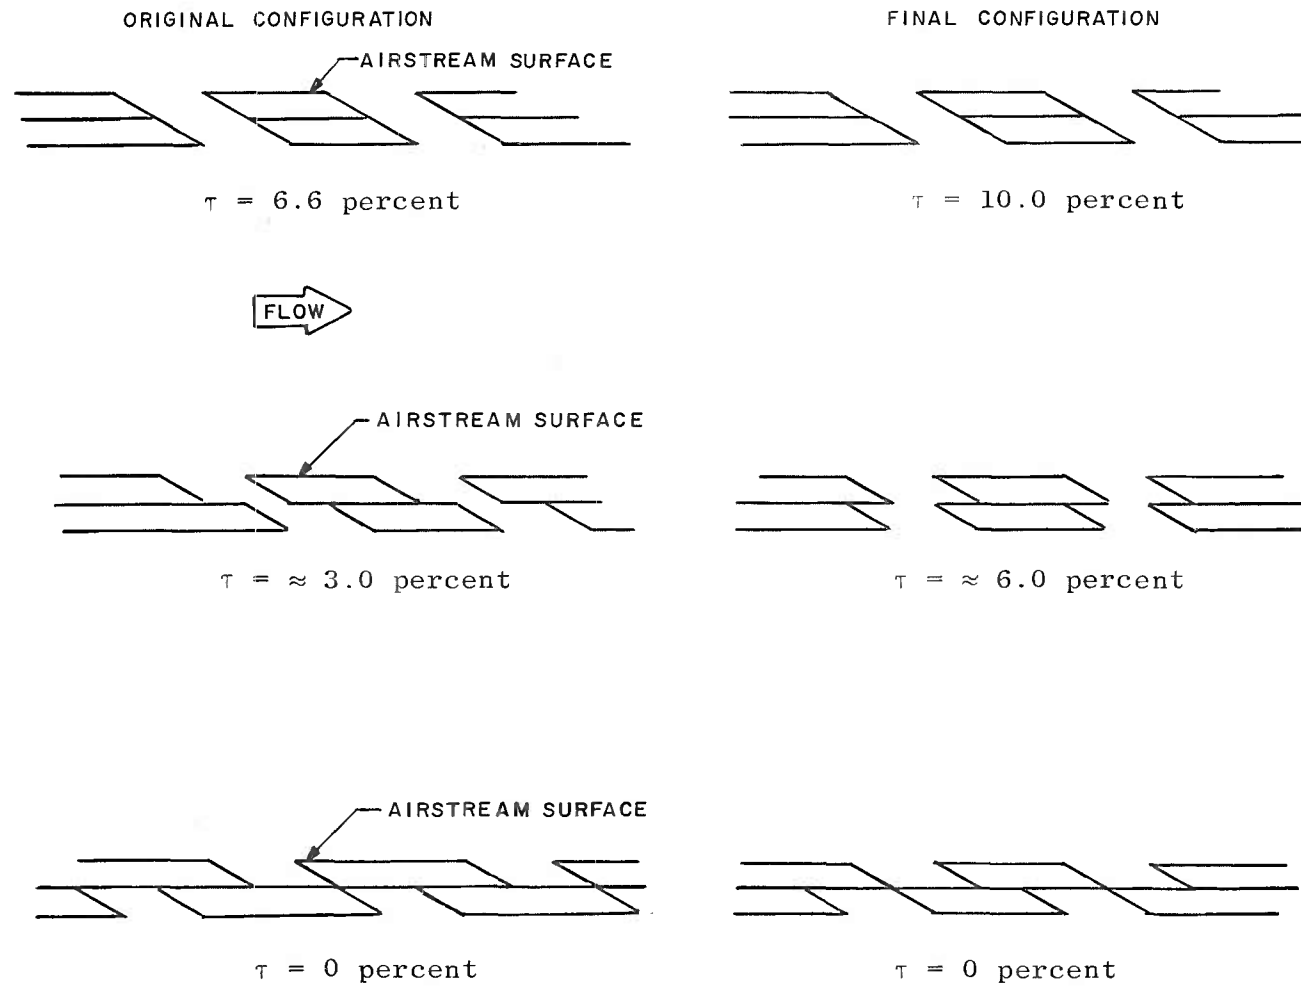 ORIGINAL CONFIGURATION
FINAL CONFIGURATION
AIRSTREAM SURFACE
τ = 6.6 percent
τ = 10.0 percent
FLOW
AIRSTREAM SURFACE
τ = ≈ 3.0 percent
τ = ≈ 6.0 percent
AIRSTREAM SURFACE
τ = 0 percent
τ = 0 percent